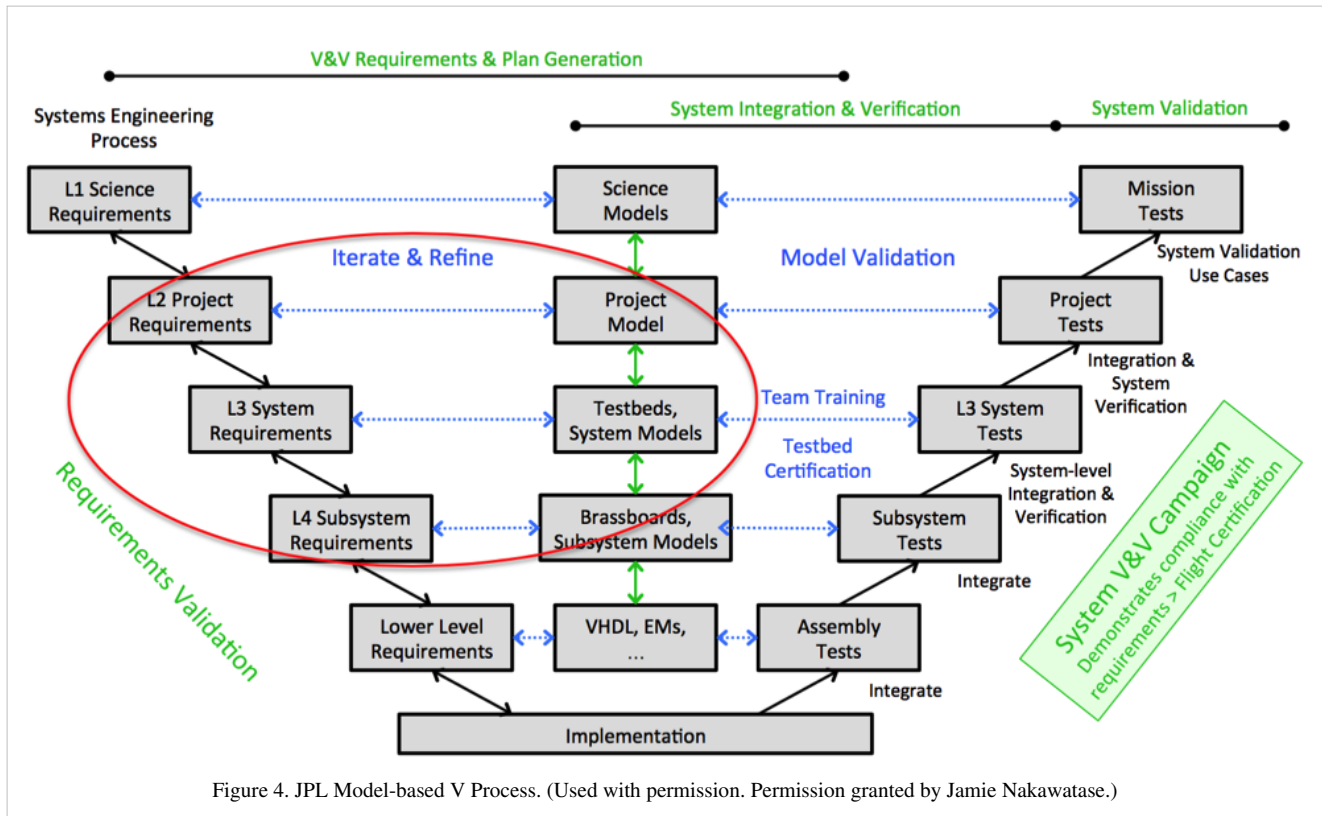 V&V Requirements & Plan Generation
System Integration & Verification
System Validation
Systems Engineering
Process
L1 Science
Requirements
Science
Models
Mission
Tests
Iterate & Refine
Model Validation
System Validation
Use Cases
L2 Project
Requirements
Project
Model
Project
Tests
Integration &
System
Verification
L3 System
Requirements
Testbeds,
System Models
Team Training
L3 System
Tests
Testbed
Certification
System-level
Integration &
Verification
L4 Subsystem
Requirements
Brassboards,
Subsystem Models
Subsystem
Tests
Integrate
Requirements Validation
System V&V Campaign
Demonstrates compliance with
requirements > Flight Certification
Lower Level
Requirements
VHDL, EMs,
...
Assembly
Tests
Integrate
Implementation
Figure 4. JPL Model-based V Process. (Used with permission. Permission granted by Jamie Nakawatase.)